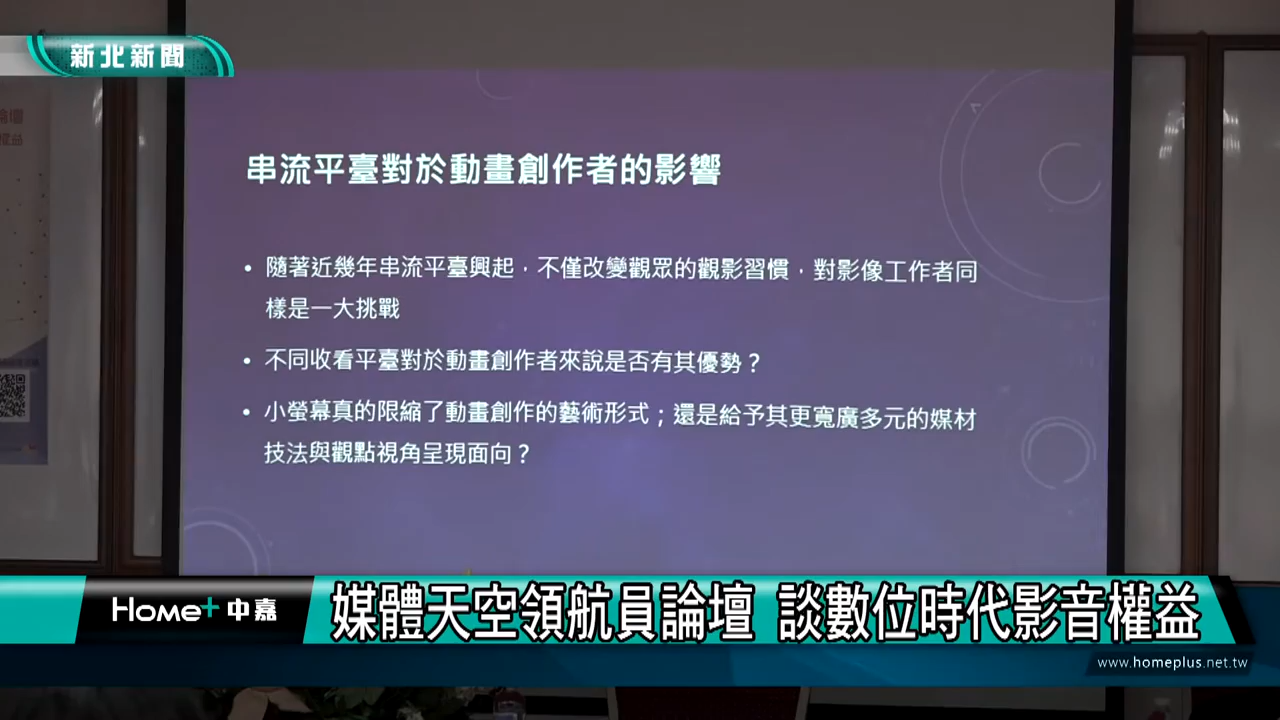 新北新聞
論壇
權益
串流平臺對於動畫創作者的影響
• 隨著近幾年串流平臺興起，不僅改變觀眾的觀影習慣，對影像工作者同
樣是一大挑戰
• 不同收看平臺對於動畫創作者來說是否有其優勢？
• 小螢幕真的限縮了動畫創作的藝術形式；還是給予其更寬廣多元的媒材
技法與觀點視角呈現面向？
Home+中嘉
媒體天空領航員論壇 談數位時代影音權益
www.homeplus.net.tw